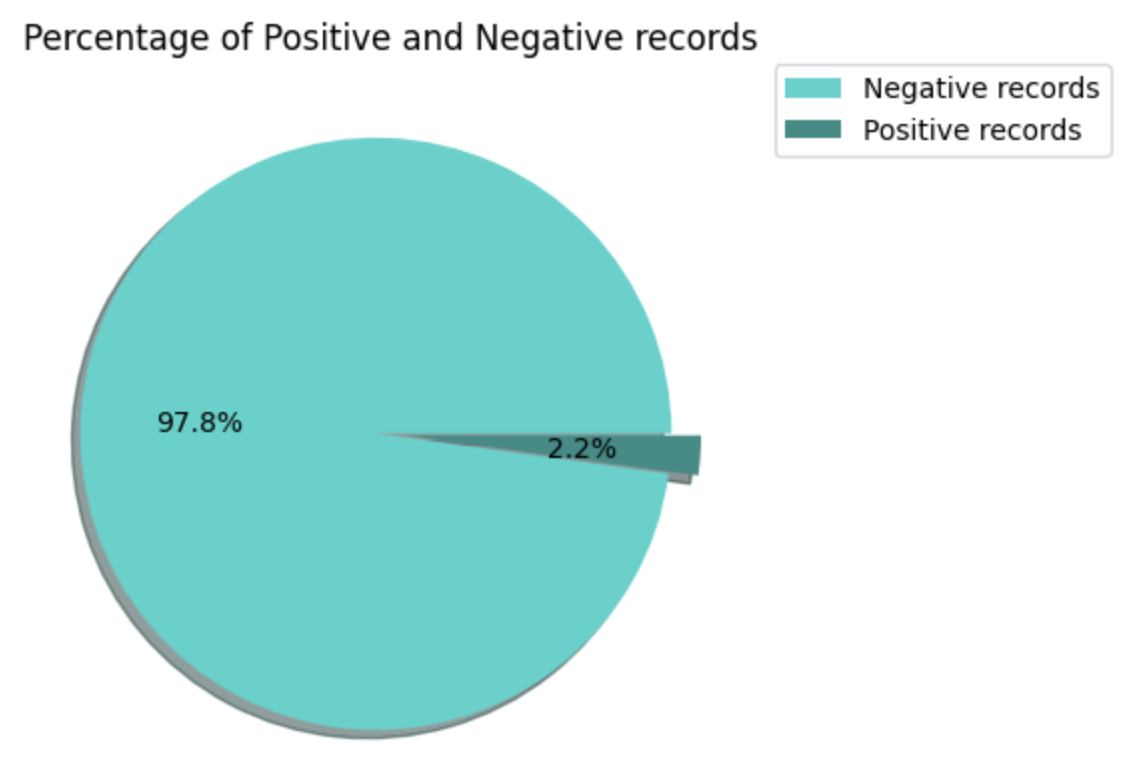 Percentage of Positive and Negative records
Negative records
Positive records
97.8%
2.2%